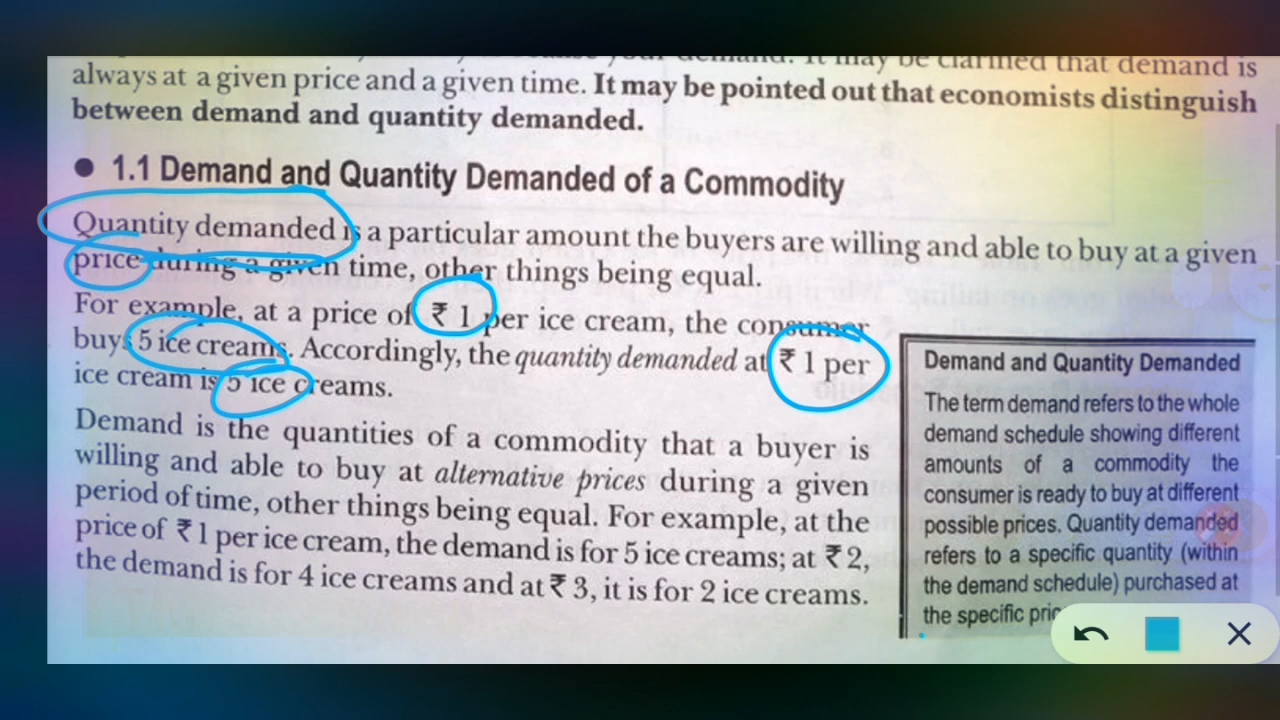 your demand. It may be clarified that demand is
always at a given price and a given time. It may be pointed out that economists distinguish
between demand and quantity demanded.
● 1.1 Demand and Quantity Demanded of a Commodity
Quantity demanded is a particular amount the buyers are willing and able to buy at a given
price during a given time, other things being equal.
For example, at a price of ₹ 1 per ice cream, the consumer
buys 5 ice creams. Accordingly, the quantity demanded at ₹ 1 per
ice cream is 5 ice creams.
Demand is the quantities of a commodity that a buyer is
willing and able to buy at alternative prices during a given
period of time, other things being equal. For example, at the
price of ₹ 1 per ice cream, the demand is for 5 ice creams; at ₹ 2,
the demand is for 4 ice creams and at ₹ 3, it is for 2 ice creams.
Demand and Quantity Demanded
The term demand refers to the whole
demand schedule showing different
amounts of a commodity the
consumer is ready to buy at different
possible prices. Quantity demanded
refers to a specific quantity (within
the demand schedule) purchased at
the specific